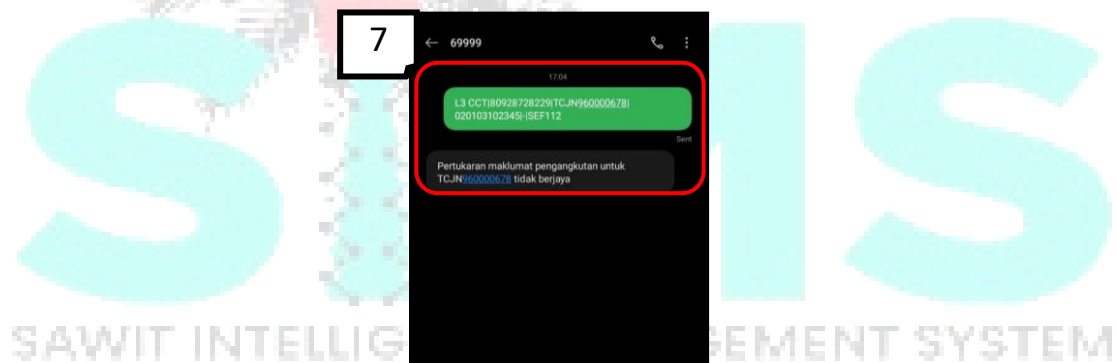 7
69999
17:04
L3 CCT|80928728229|TCJN960000678|
020103102345|-|SEF112
Sent
Pertukaran maklumat pengangkutan untuk
TCJN960000678 tidak berjaya
SAWIT INTELLIG GEMENT SYSTEM